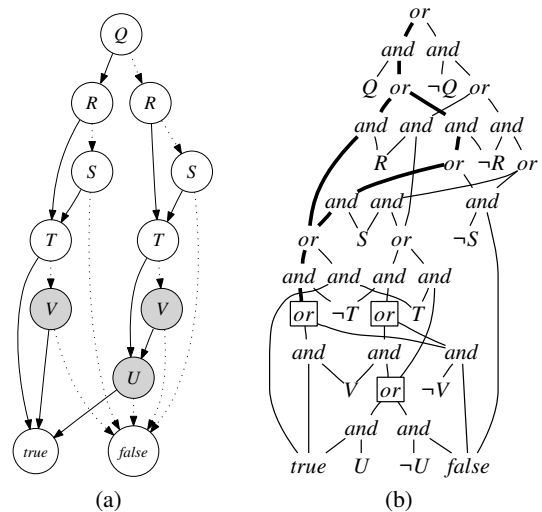 Q
R R
S S
T T
V V
U
true false
(a)
or
and and
Q or ¬Q or
and and and and
R or ¬R or
and and and
or S or ¬S
and and and and
or ¬T or T
and and and
V or ¬V
and and
true U ¬U false
(b)